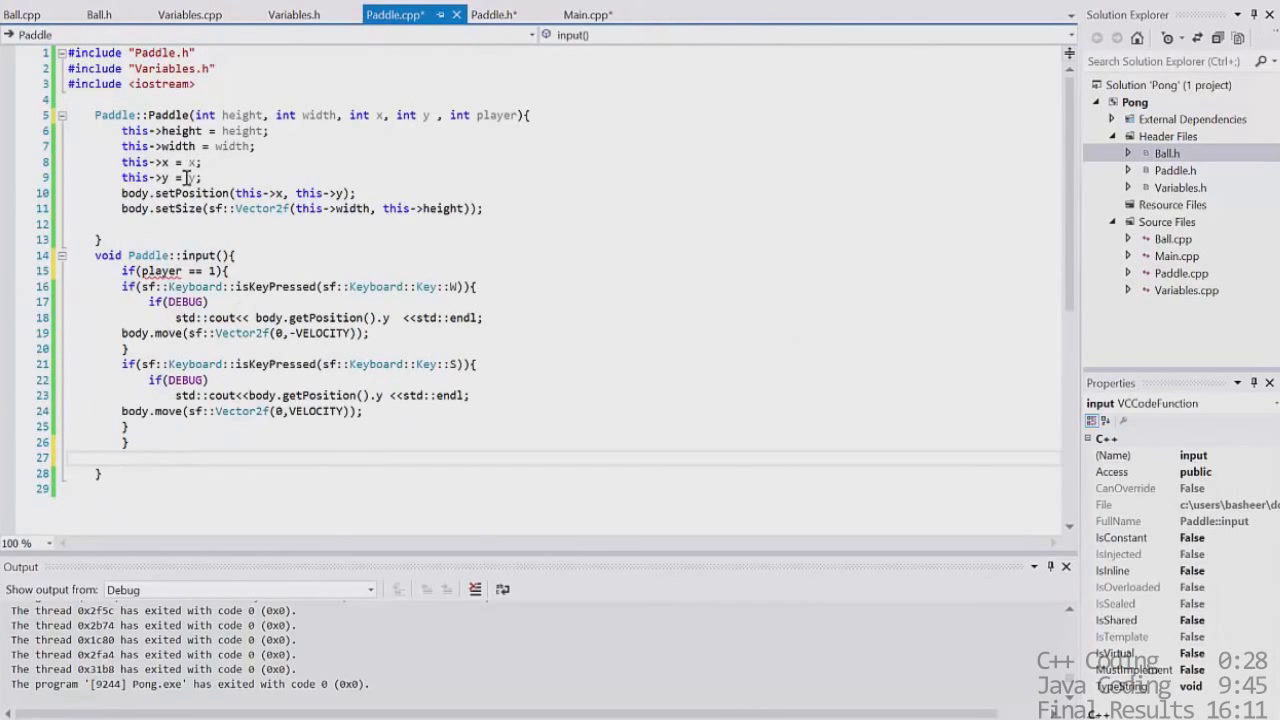 Ball.cpp Ball.h Variables.cpp Variables.h Paddle.cpp* Paddle.h* Main.cpp*
Paddle input()
1 #include "Paddle.h"
2 #include "Variables.h"
3 #include <iostream>
4
5 Paddle::Paddle(int height, int width, int x, int y , int player){
6 this->height = height;
7 this->width = width;
8 this->x = x;
9 this->y = y;
10 body.setPosition(this->x, this->y);
11 body.setSize(sf::Vector2f(this->width, this->height));
12
13 }
14 void Paddle::input(){
15 if(player == 1){
16 if(sf::Keyboard::isKeyPressed(sf::Keyboard::Key::W)){
17 if(DEBUG)
18 std::cout<< body.getPosition().y  <<std::endl;
19 body.move(sf::Vector2f(0,-VELOCITY));
20 }
21 if(sf::Keyboard::isKeyPressed(sf::Keyboard::Key::S)){
22 if(DEBUG)
23 std::cout<<body.getPosition().y <<std::endl;
24 body.move(sf::Vector2f(0,VELOCITY));
25 }
26 }
27
28 }
29
100 %
Output
Show output from: Debug
The thread 0x2f5c has exited with code 0 (0x0).
The thread 0x2b74 has exited with code 0 (0x0).
The thread 0x1c80 has exited with code 0 (0x0).
The thread 0x2fa4 has exited with code 0 (0x0).
The thread 0x31b8 has exited with code 0 (0x0).
The program '[9244] Pong.exe' has exited with code 0 (0x0).
Solution Explorer
Search Solution Explorer (Ctrl+;)
Solution 'Pong' (1 project)
Pong
External Dependencies
Header Files
Ball.h
Paddle.h
Variables.h
Resource Files
Source Files
Ball.cpp
Main.cpp
Paddle.cpp
Variables.cpp
Properties
input VCCodeFunction
C++
(Name) input
Access public
CanOverride False
File c:\users\basheer\do
FullName Paddle::input
IsConstant False
IsInjected False
IsInline False
IsOverloaded False
IsSealed False
IsShared False
IsTemplate False
IsVirtual False
MustImplement False
TypeString void
C++
C++ Coding 0:28
Java Coding 9:45
Final Results 16:11